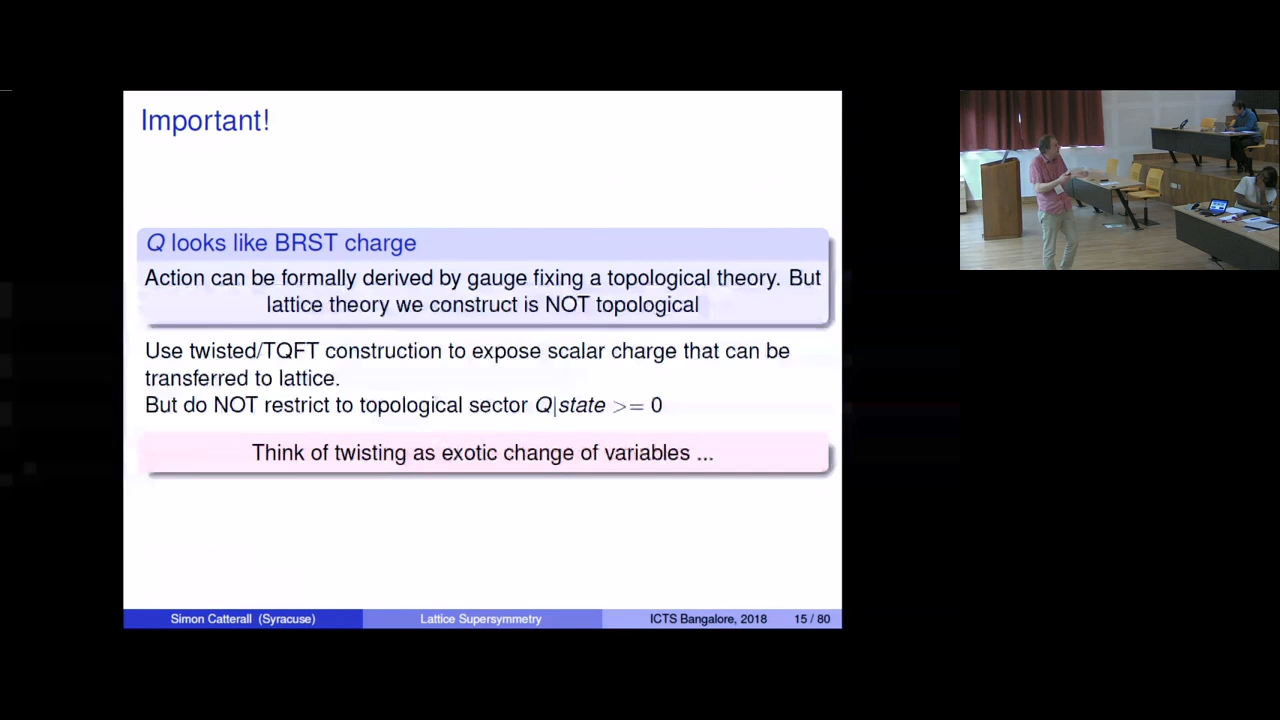 Important!
Q looks like BRST charge
Action can be formally derived by gauge fixing a topological theory. But
lattice theory we construct is NOT topological
Use twisted/TQFT construction to expose scalar charge that can be
transferred to lattice.
But do NOT restrict to topological sector Q|state >= 0
Think of twisting as exotic change of variables ...
Simon Catterall (Syracuse) Lattice Supersymmetry ICTS Bangalore, 2018 15 / 80